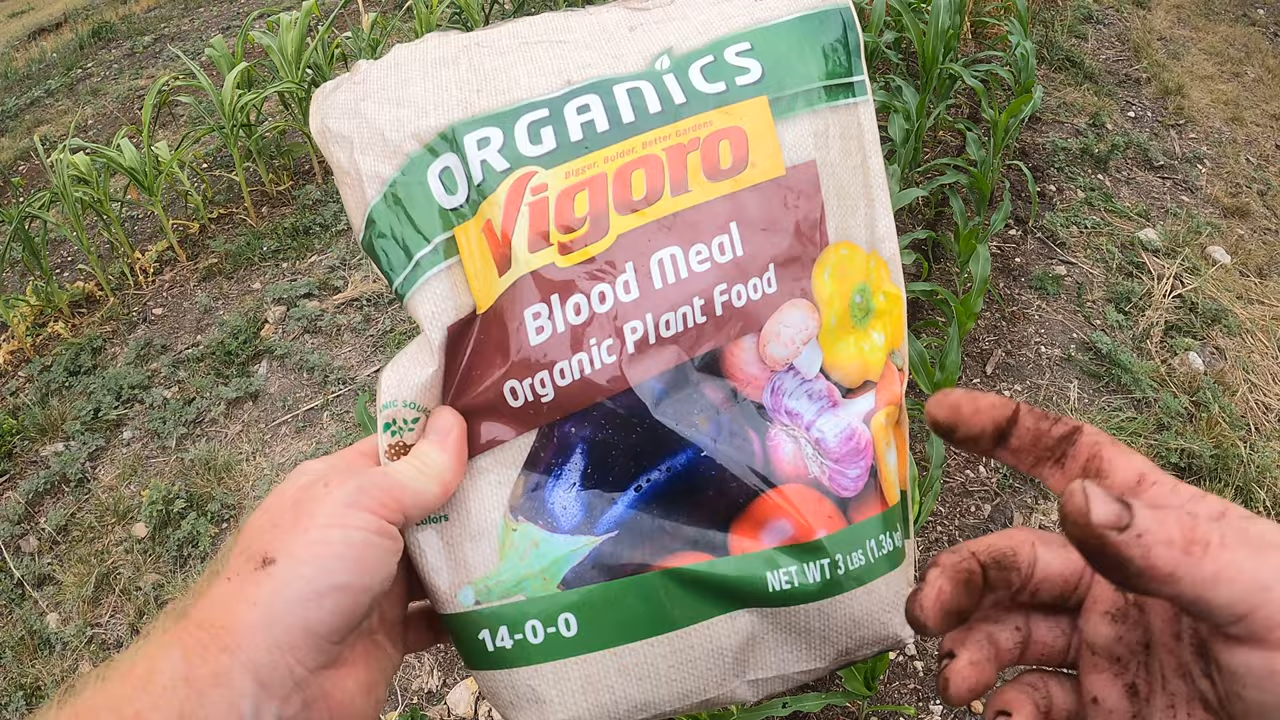 ORGANICS
Bigger, Bolder, Better Gardens
Vigoro
Blood Meal
Organic Plant Food
NET WT 3 LBS (1.36
14-0-0